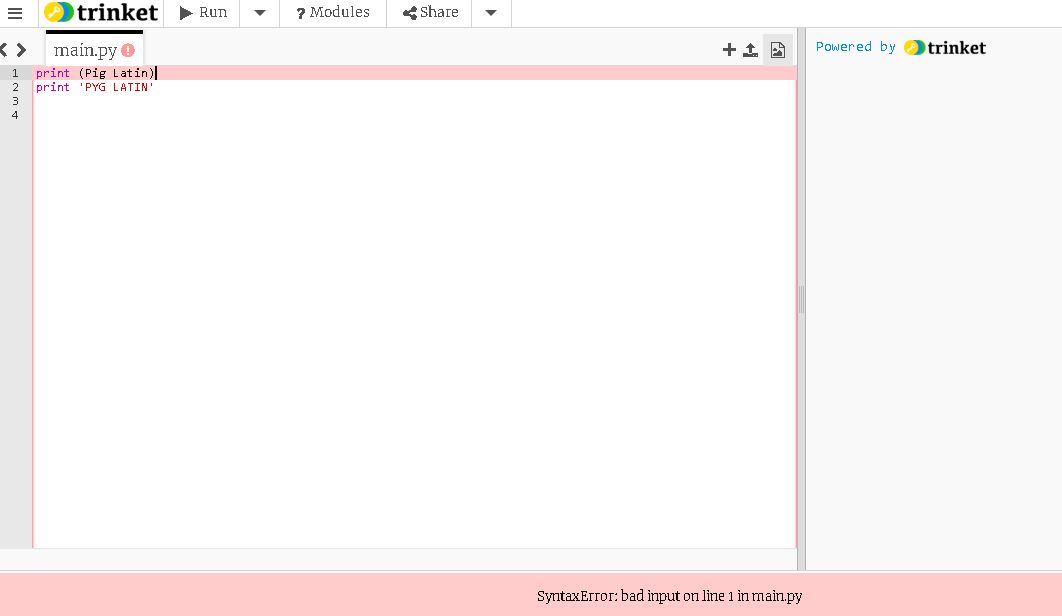 trinket Run ? Modules Share
main.py
Powered by trinket
1 print (Pig Latin)
2 print 'PYG LATIN'
3
4
SyntaxError: bad input on line 1 in main.py